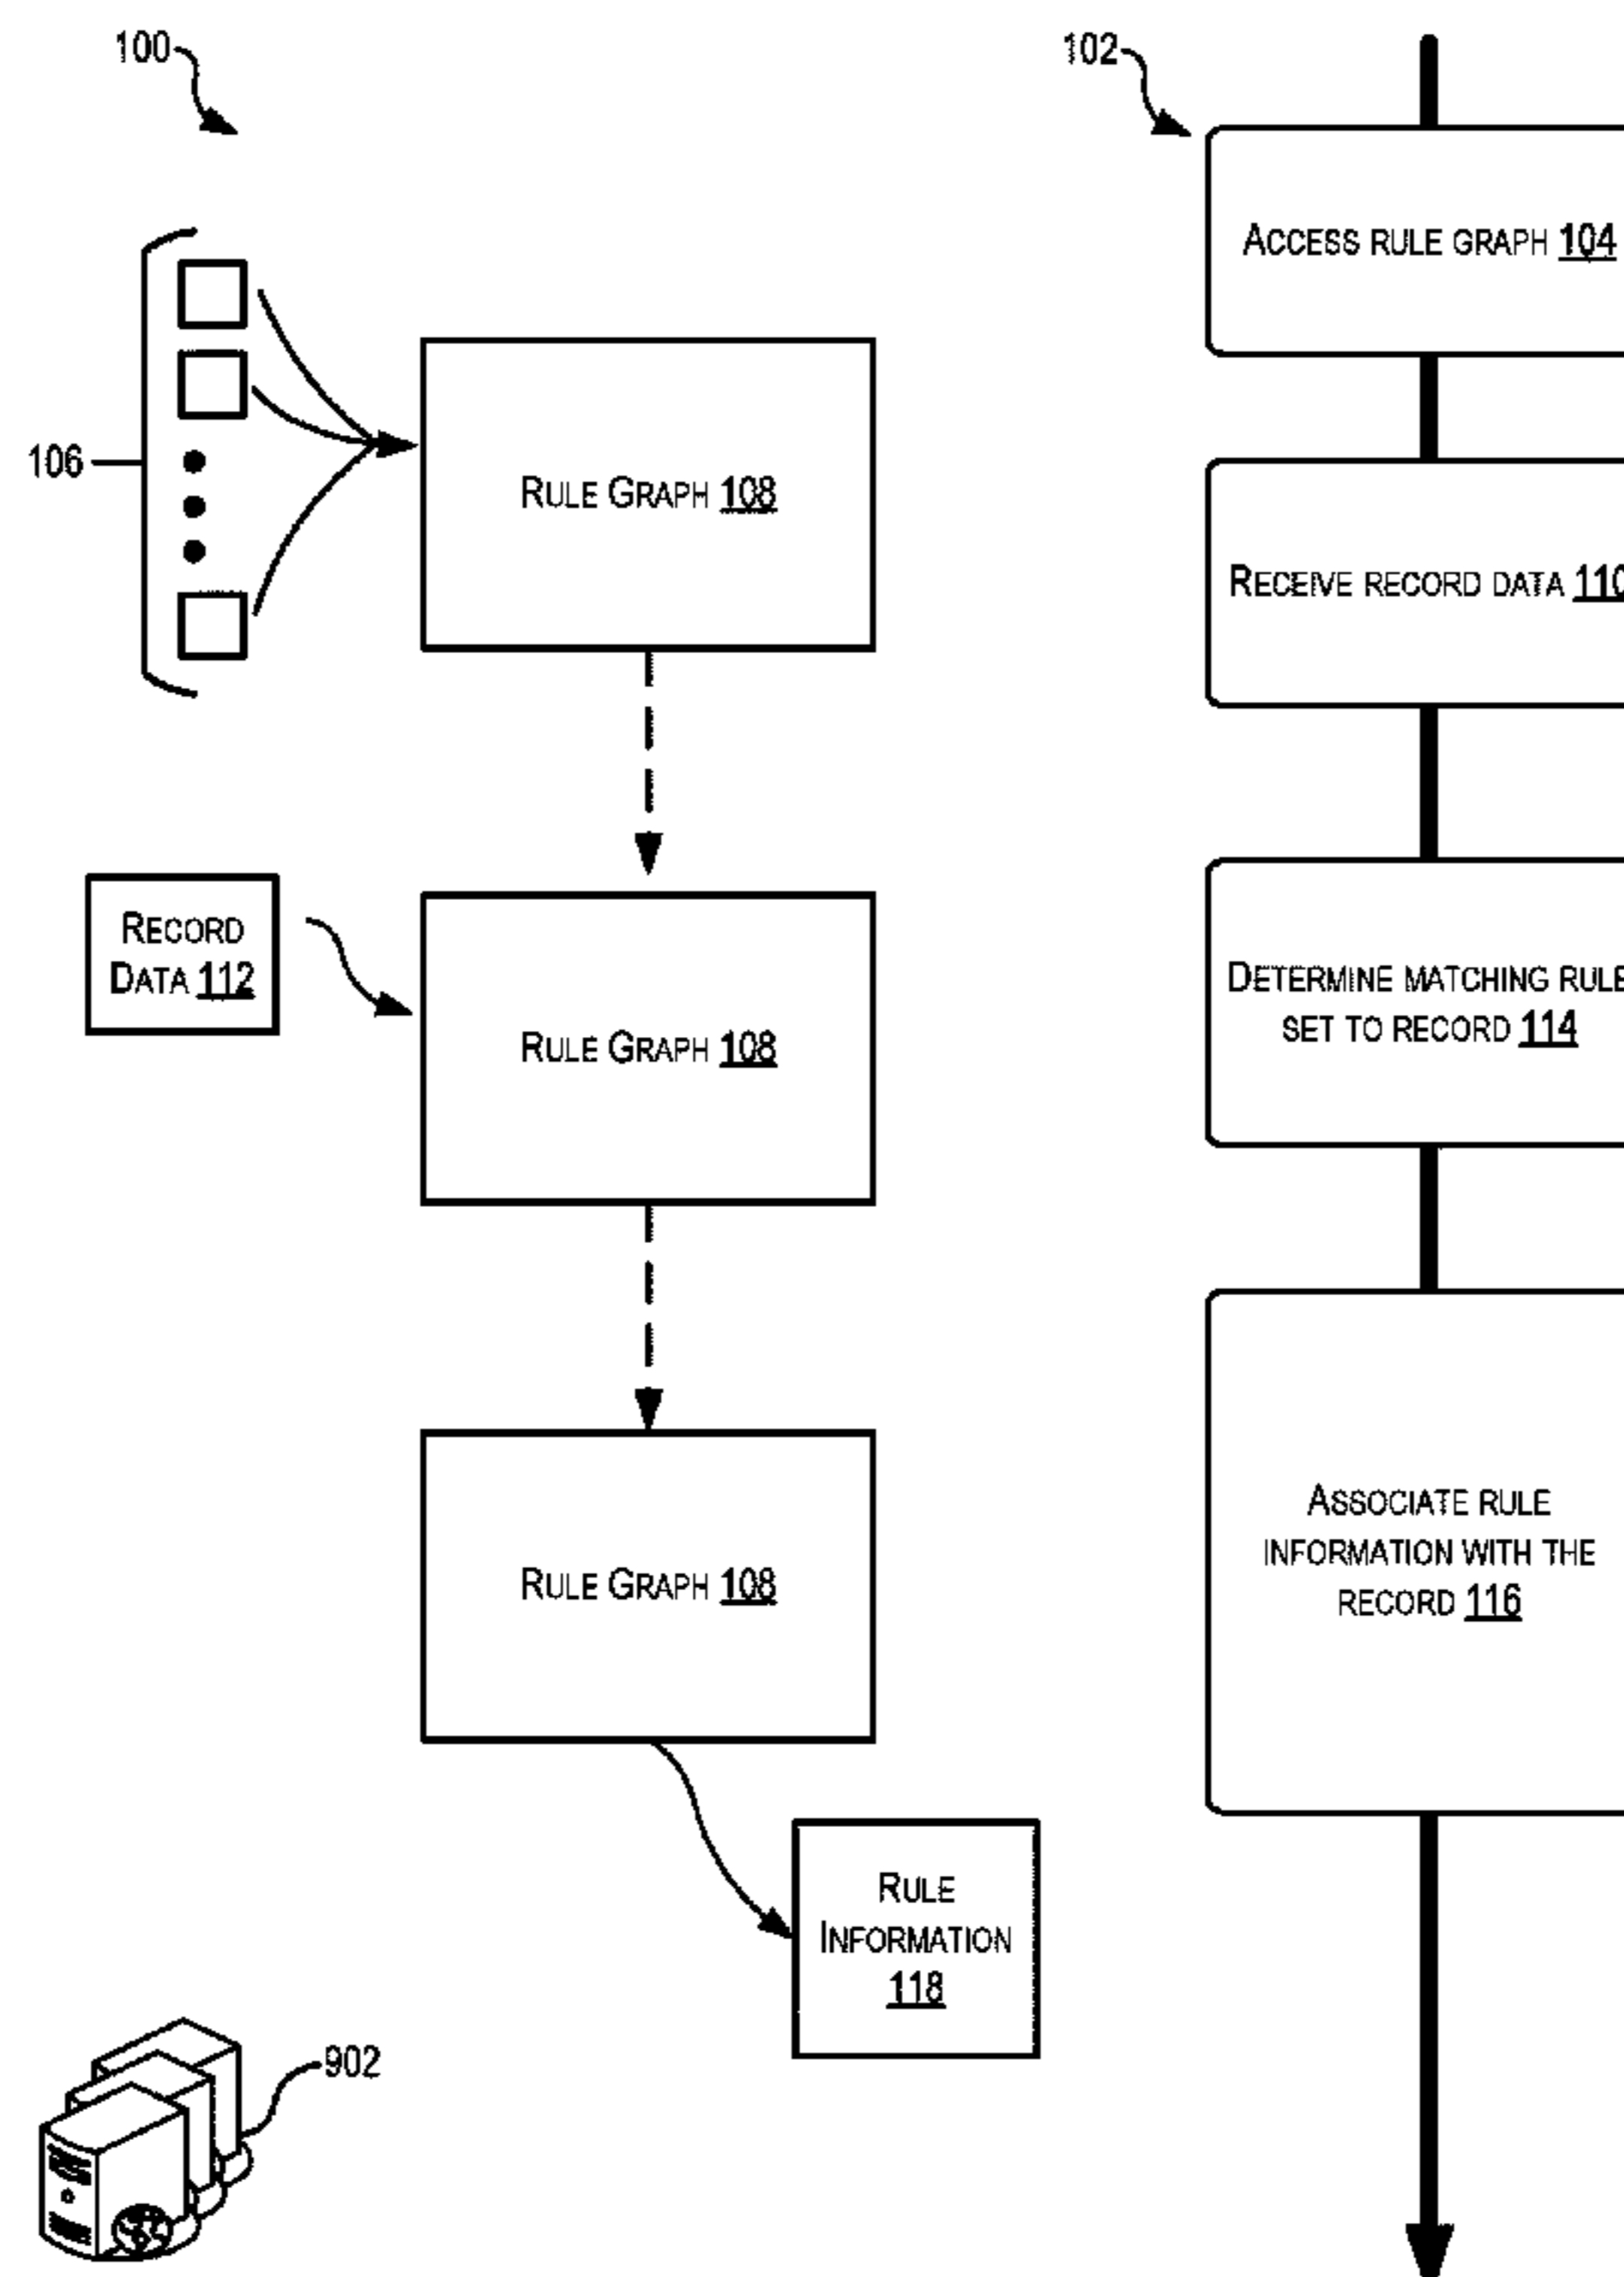 100
102
ACCESS RULE GRAPH 104
106
RULE GRAPH 108
RECEIVE RECORD DATA 110
RECORD
DATA 112
RULE GRAPH 108
DETERMINE MATCHING RULE
SET TO RECORD 114
RULE GRAPH 108
ASSOCIATE RULE
INFORMATION WITH THE
RECORD 116
RULE
INFORMATION
118
902